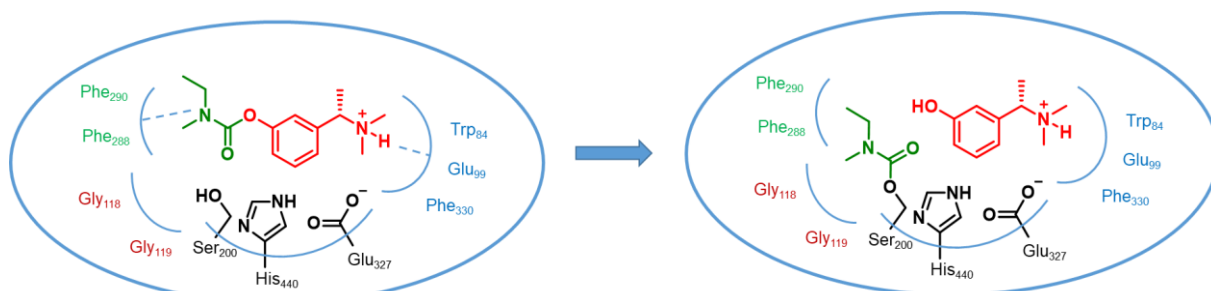 Phe290
Phe288
Gly118
Gly119
N
O
O
+
N
H
HO
N
NH
O
O
−
Trp84
Glu99
Phe330
Ser200
His440
Glu327
Phe290
Phe288
Gly118
Gly119
HO
+
N
H
N
O
O
N
NH
O
O
−
Trp84
Glu99
Phe330
Ser200
His440
Glu327